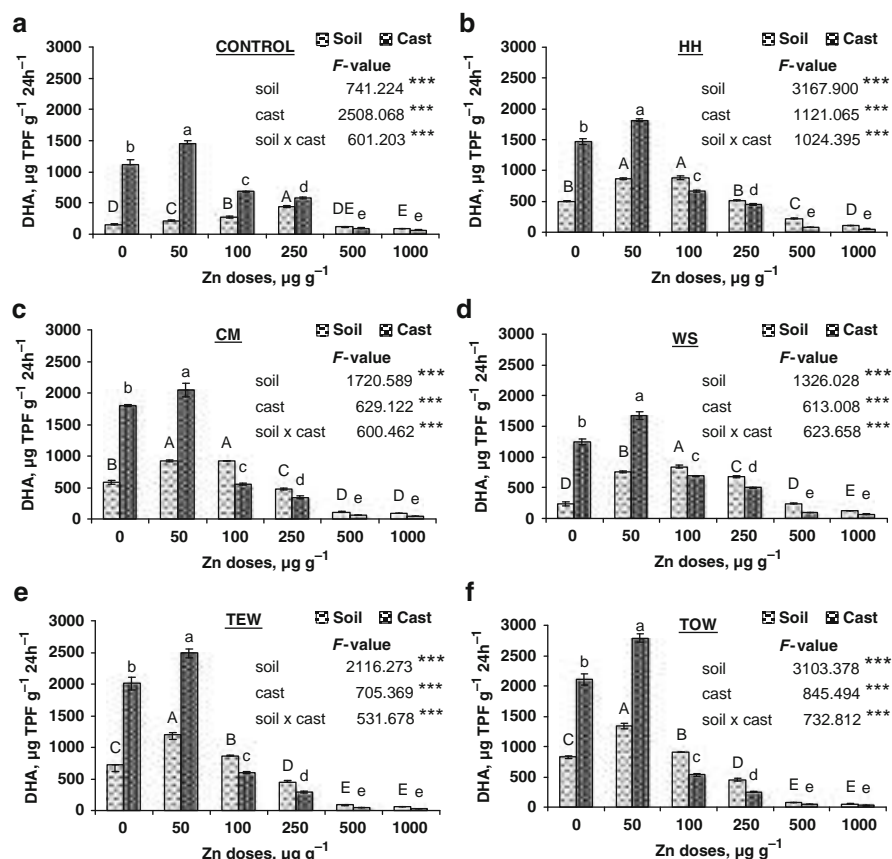 a
3000
2500
2000
1500
1000
500
0
DHA, µg TPF g⁻¹ 24h⁻¹
CONTROL
Soil Cast
F-value
soil 741.224 ***
cast 2508.068 ***
soil x cast 601.203 ***
D b C a B c A d DE e E e
0 50 100 250 500 1000
Zn doses, µg g⁻¹
b
3000
2500
2000
1500
1000
500
0
DHA, µg TPF g⁻¹ 24h⁻¹
HH
Soil Cast
F-value
soil 3167.900 ***
cast 1121.065 ***
soil x cast 1024.395 ***
B b A a A c B d C e D e
0 50 100 250 500 1000
Zn doses, µg g⁻¹
c
3000
2500
2000
1500
1000
500
0
DHA, µg TPF g⁻¹ 24h⁻¹
CM
Soil Cast
F-value
soil 1720.589 ***
cast 629.122 ***
soil x cast 600.462 ***
B b A a A c C d D e D e
0 50 100 250 500 1000
Zn doses, µg g⁻¹
d
3000
2500
2000
1500
1000
500
0
DHA, µg TPF g⁻¹ 24h⁻¹
WS
Soil Cast
F-value
soil 1326.028 ***
cast 613.008 ***
soil x cast 623.658 ***
D b B a A c C d D e E e
0 50 100 250 500 1000
Zn doses, µg g⁻¹
e
3000
2500
2000
1500
1000
500
0
DHA, µg TPF g⁻¹ 24h⁻¹
TEW
Soil Cast
F-value
soil 2116.273 ***
cast 705.369 ***
soil x cast 531.678 ***
C b A a B c D d E e E e
0 50 100 250 500 1000
Zn doses, µg g⁻¹
f
3000
2500
2000
1500
1000
500
0
DHA, µg TPF g⁻¹ 24h⁻¹
TOW
Soil Cast
F-value
soil 3103.378 ***
cast 845.494 ***
soil x cast 732.812 ***
C b A a B c D d E e E e
0 50 100 250 500 1000
Zn doses, µg g⁻¹